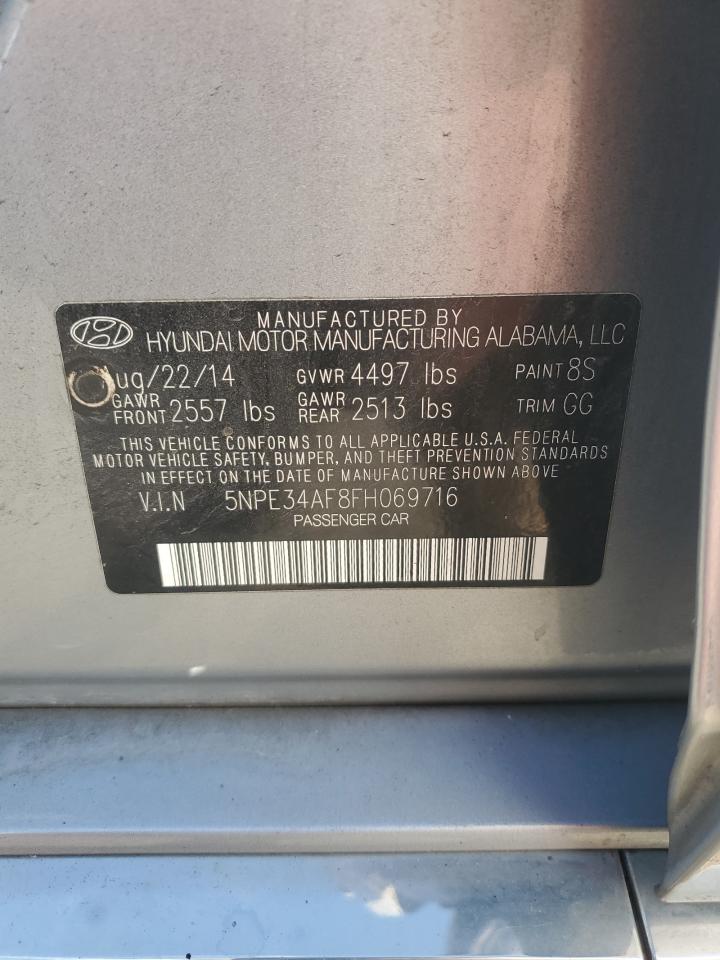 MANUFACTURED BY
HYUNDAI MOTOR MANUFACTURING ALABAMA, LLC
ug/22/14 GVWR 4497 lbs PAINT 8S
GAWR FRONT 2557 lbs GAWR REAR 2513 lbs TRIM GG
THIS VEHICLE CONFORMS TO ALL APPLICABLE U.S.A. FEDERAL
MOTOR VEHICLE SAFETY, BUMPER, AND THEFT PREVENTION STANDARDS
IN EFFECT ON THE DATE OF MANUFACTURE SHOWN ABOVE
V.I.N 5NPE34AF8FH069716
PASSENGER CAR